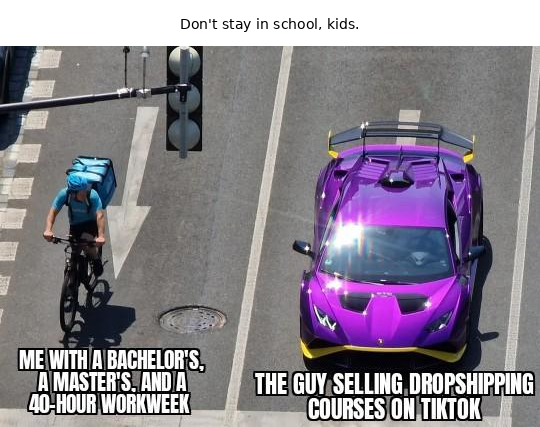 Don't stay in school, kids.
ME WITH A BACHELOR'S,
A MASTER'S, AND A
40-HOUR WORKWEEK
THE GUY SELLING DROPSHIPPING
COURSES ON TIKTOK